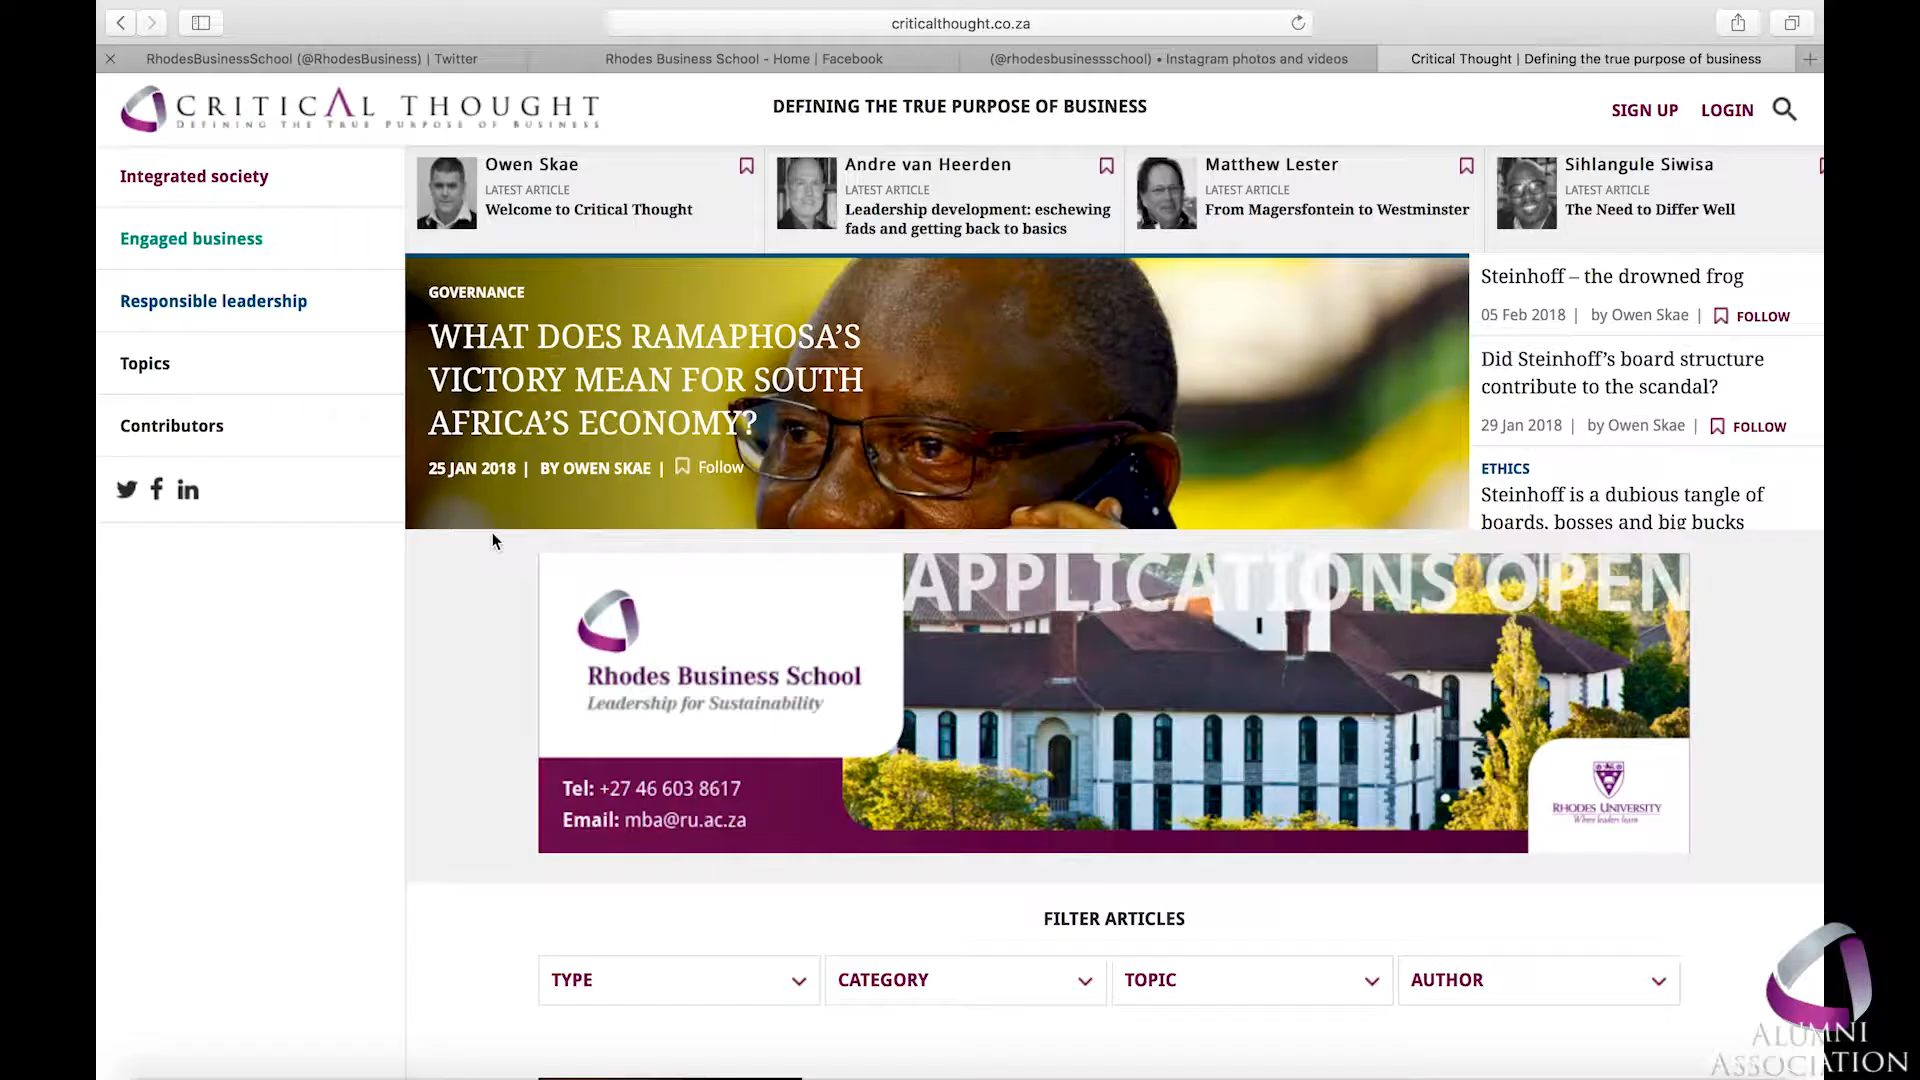 criticalthought.co.za
RhodesBusinessSchool (@RhodesBusiness) | Twitter
Rhodes Business School - Home | Facebook
(@rhodesbusinessschool) • Instagram photos and videos
Critical Thought | Defining the true purpose of business
CRITICAL THOUGHT
DEFINING THE TRUE PURPOSE OF BUSINESS
DEFINING THE TRUE PURPOSE OF BUSINESS
SIGN UP
LOGIN
Integrated society
Engaged business
Responsible leadership
Topics
Contributors
Owen Skae
LATEST ARTICLE
Welcome to Critical Thought
Andre van Heerden
LATEST ARTICLE
Leadership development: eschewing
fads and getting back to basics
Matthew Lester
LATEST ARTICLE
From Magersfontein to Westminster
Sihlangule Siwisa
LATEST ARTICLE
The Need to Differ Well
GOVERNANCE
WHAT DOES RAMAPHOSA'S
VICTORY MEAN FOR SOUTH
AFRICA'S ECONOMY?
25 JAN 2018 | BY OWEN SKAE | Follow
Steinhoff – the drowned frog
05 Feb 2018 | by Owen Skae | FOLLOW
Did Steinhoff's board structure
contribute to the scandal?
29 Jan 2018 | by Owen Skae | FOLLOW
ETHICS
Steinhoff is a dubious tangle of
boards, bosses and big bucks
APPLICATIONS OPEN
Rhodes Business School
Leadership for Sustainability
Tel: +27 46 603 8617
Email: mba@ru.ac.za
RHODES UNIVERSITY
Where leaders learn
FILTER ARTICLES
TYPE
CATEGORY
TOPIC
AUTHOR
ALUMNI
ASSOCIATION